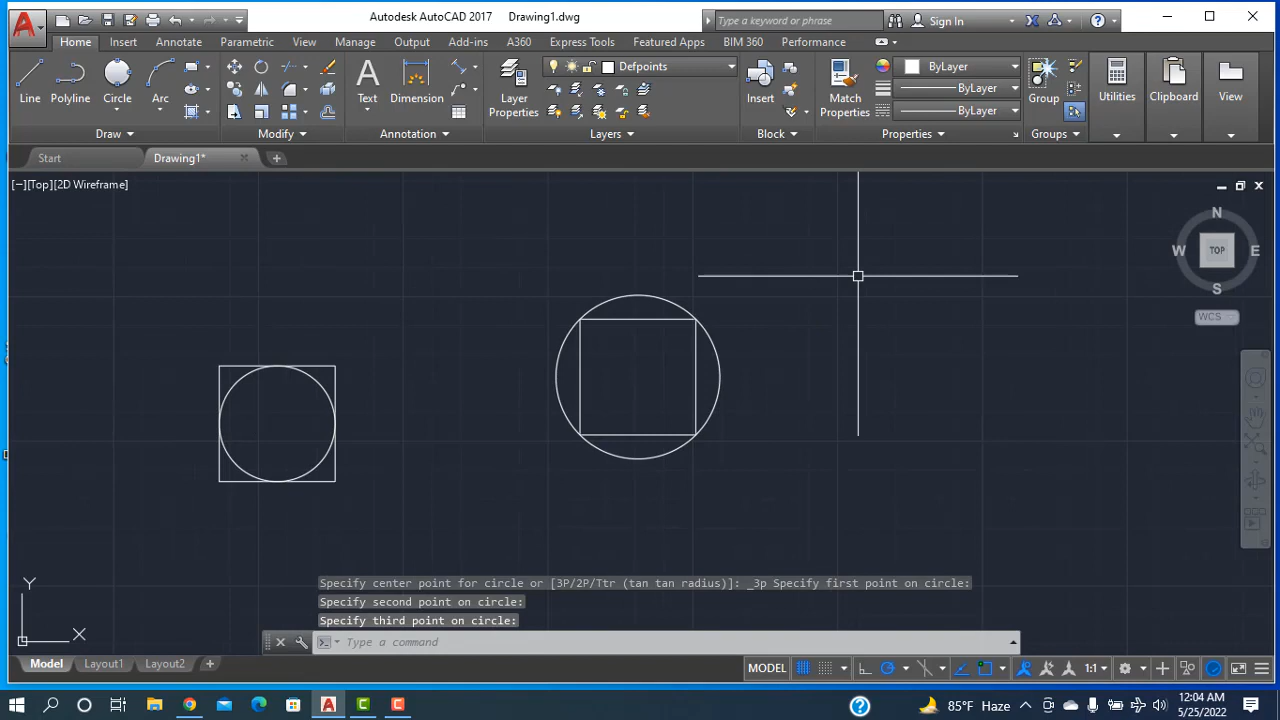 Autodesk AutoCAD 2017 Drawing1.dwg
Type a keyword or phrase
Sign In
Home Insert Annotate Parametric View Manage Output Add-ins A360 Express Tools Featured Apps BIM 360 Performance
Line Polyline Circle Arc
Draw
Modify
Text Dimension
Annotation
Layer
Properties
Defpoints
Layers
Insert
Block
Match
Properties
ByLayer
ByLayer
ByLayer
Properties
Group
Groups
Utilities
Clipboard
View
Start
Drawing1*
[−][Top][2D Wireframe]
N
W TOP E
S
WCS
Y
X
Specify center point for circle or [3P/2P/Ttr (tan tan radius)]: _3p Specify first point on circle:
Specify second point on circle:
Specify third point on circle:
Type a command
Model Layout1 Layout2
MODEL
1:1
85°F Haze
12:04 AM
5/25/2022